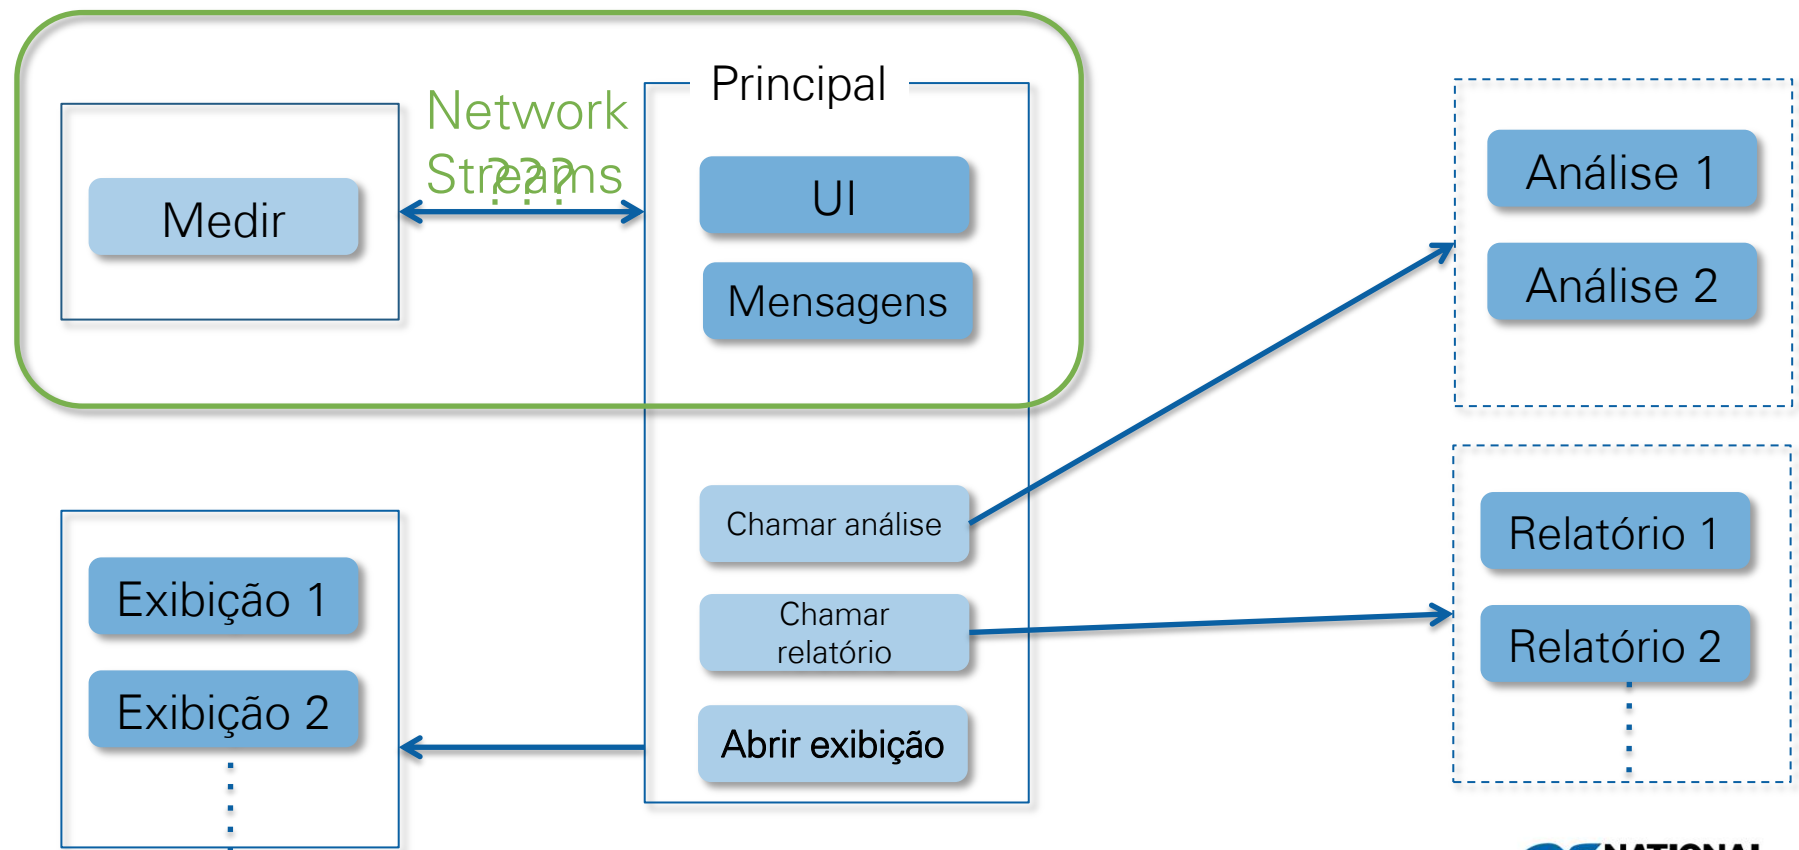 Principal
Network
Streams
???
Medir
UI
Mensagens
Análise 1
Análise 2
Chamar análise
Chamar
relatório
Abrir exibição
Exibição 1
Exibição 2
Relatório 1
Relatório 2
NATIONAL